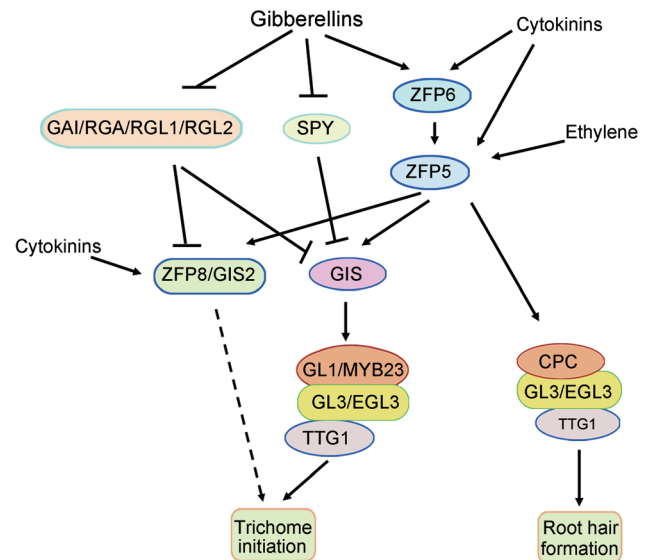 Gibberellins
Cytokinins
ZFP6
GAI/RGA/RGL1/RGL2
SPY
Ethylene
ZFP5
Cytokinins
ZFP8/GIS2
GIS
GL1/MYB23
CPC
GL3/EGL3
GL3/EGL3
TTG1
TTG1
Trichome
initiation
Root hair
formation